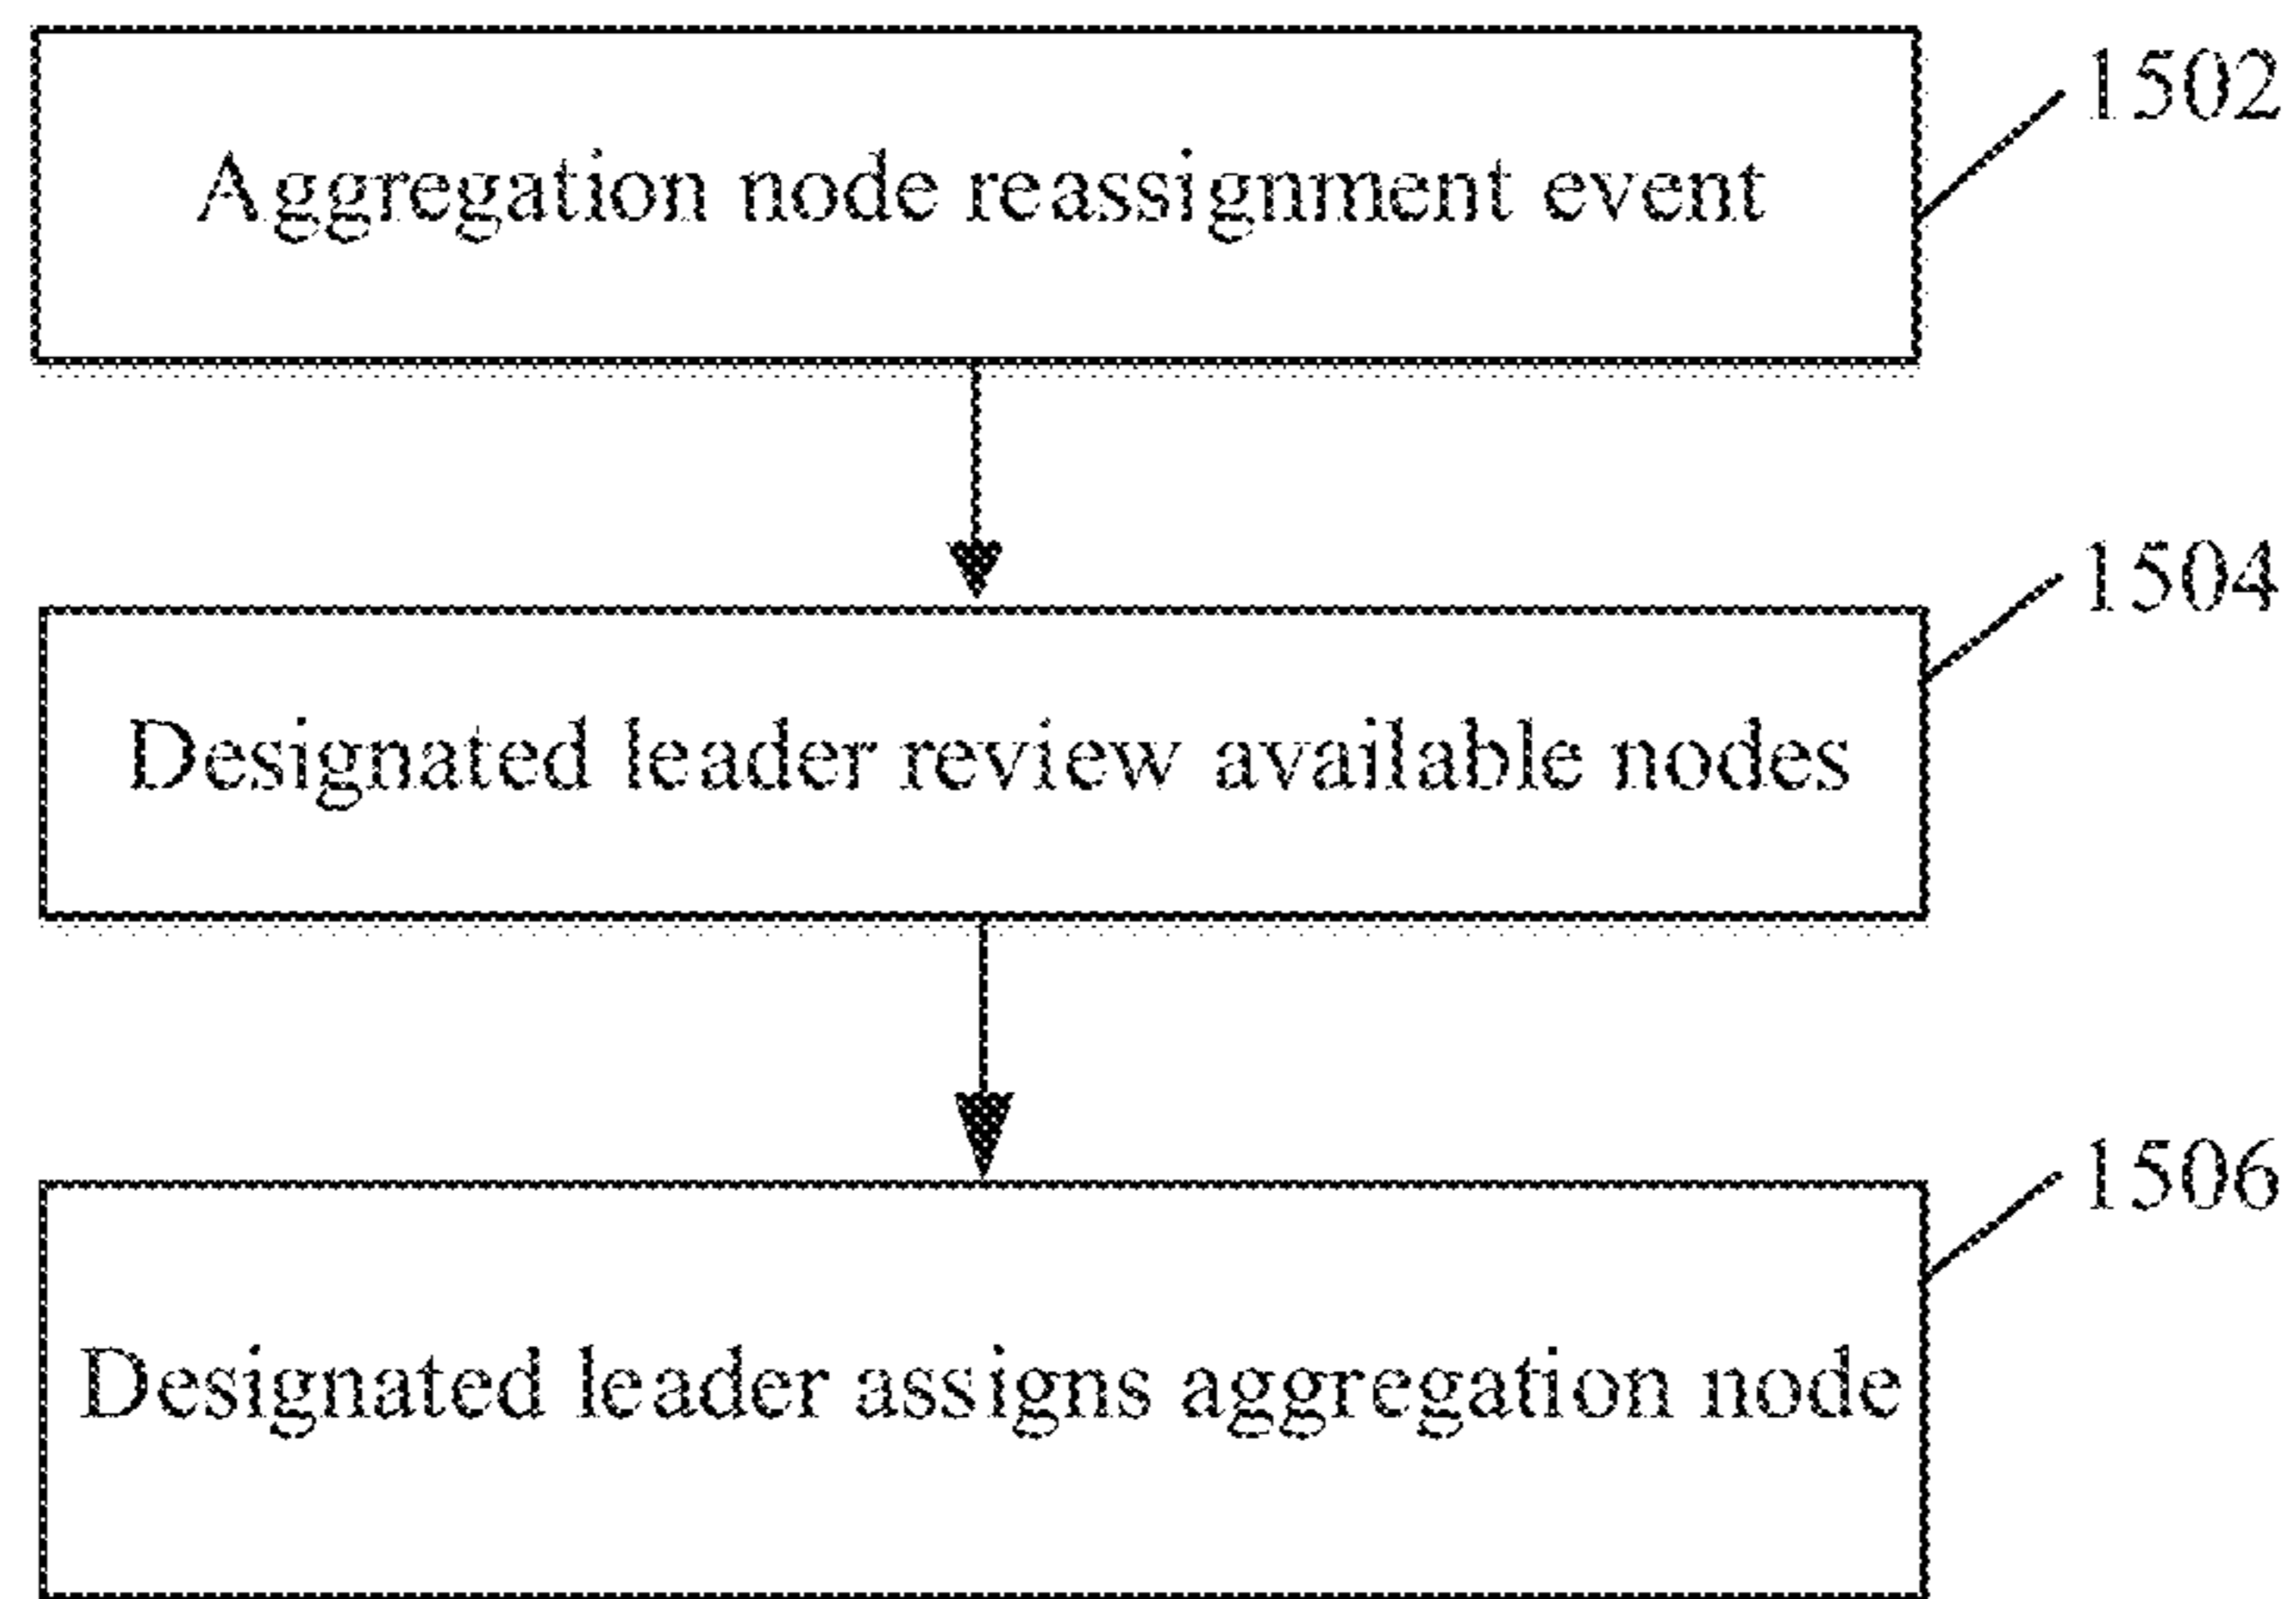 1502
Aggregation node reassignment event
1504
Designated leader review available nodes
1506
Designated leader assigns aggregation node